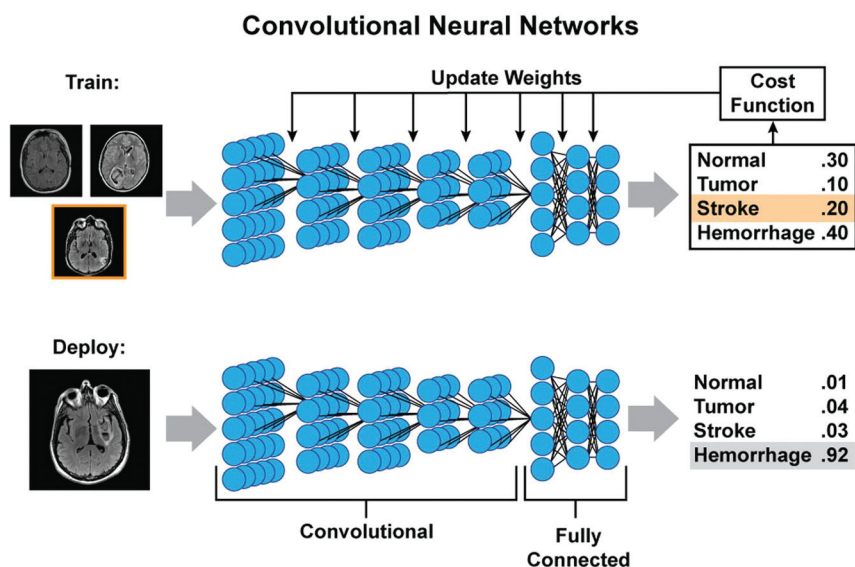 Convolutional Neural Networks
Train:
Update Weights
Cost
Function
Normal .30
Tumor .10
Stroke .20
Hemorrhage .40
Deploy:
Normal .01
Tumor .04
Stroke .03
Hemorrhage .92
Convolutional
Fully
Connected